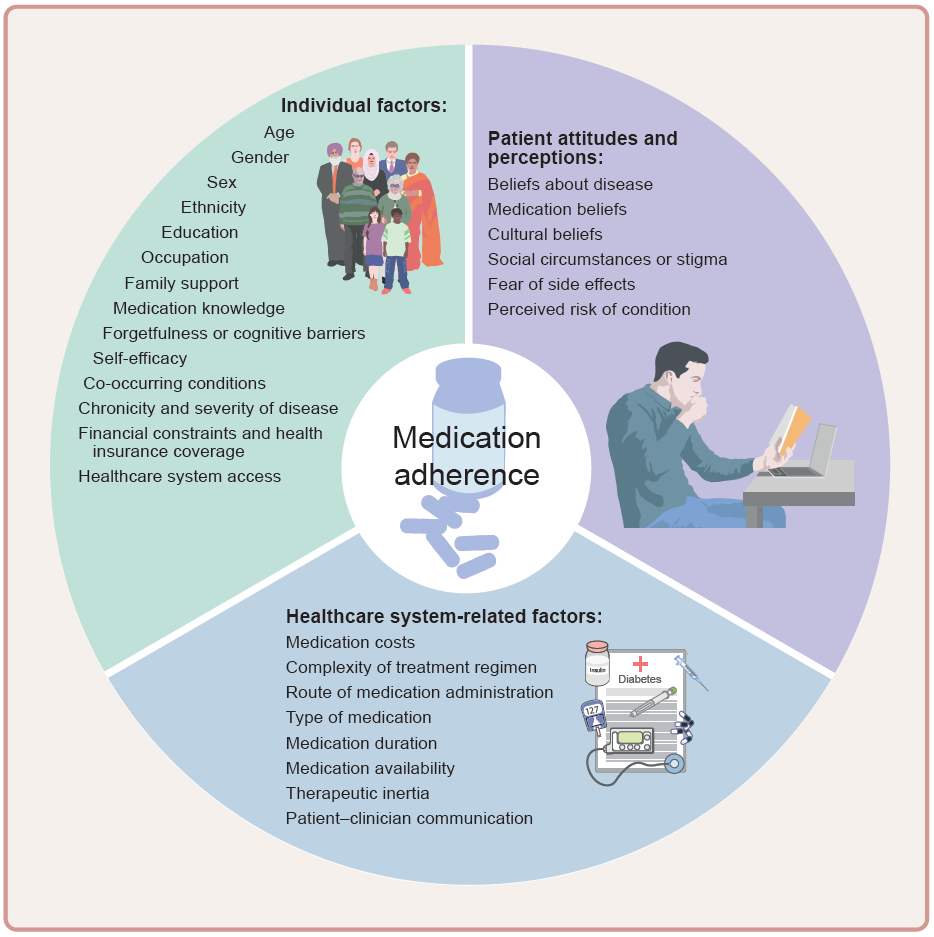 Individual factors:
Age
Gender
Sex
Ethnicity
Education
Occupation
Family support
Medication knowledge
Forgetfulness or cognitive barriers
Self-efficacy
Co-occurring conditions
Chronicity and severity of disease
Financial constraints and health
insurance coverage
Healthcare system access
Patient attitudes and
perceptions:
Beliefs about disease
Medication beliefs
Cultural beliefs
Social circumstances or stigma
Fear of side effects
Perceived risk of condition
Medication
adherence
Healthcare system-related factors:
Medication costs
Complexity of treatment regimen
Route of medication administration
Type of medication
Medication duration
Medication availability
Therapeutic inertia
Patient–clinician communication
Insulin
Diabetes
127